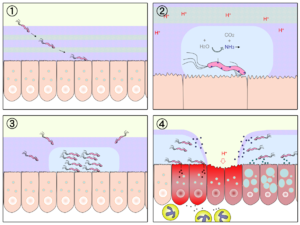 ①
②
H⁺ H⁺ H⁺ H⁺
H⁺ H⁺
CO₂
H₂O NH₃
③
④
H⁺